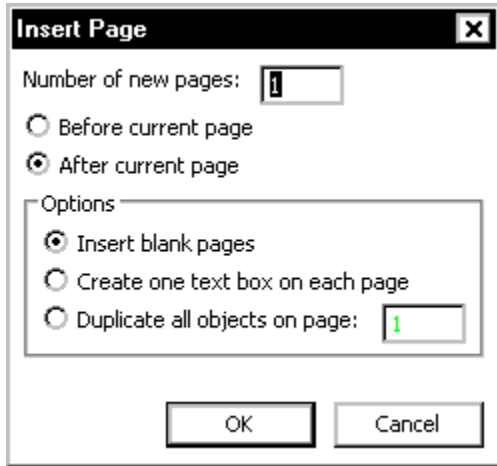 Insert Page
Number of new pages: 1
Before current page
After current page
Options
Insert blank pages
Create one text box on each page
Duplicate all objects on page: 1
OK Cancel